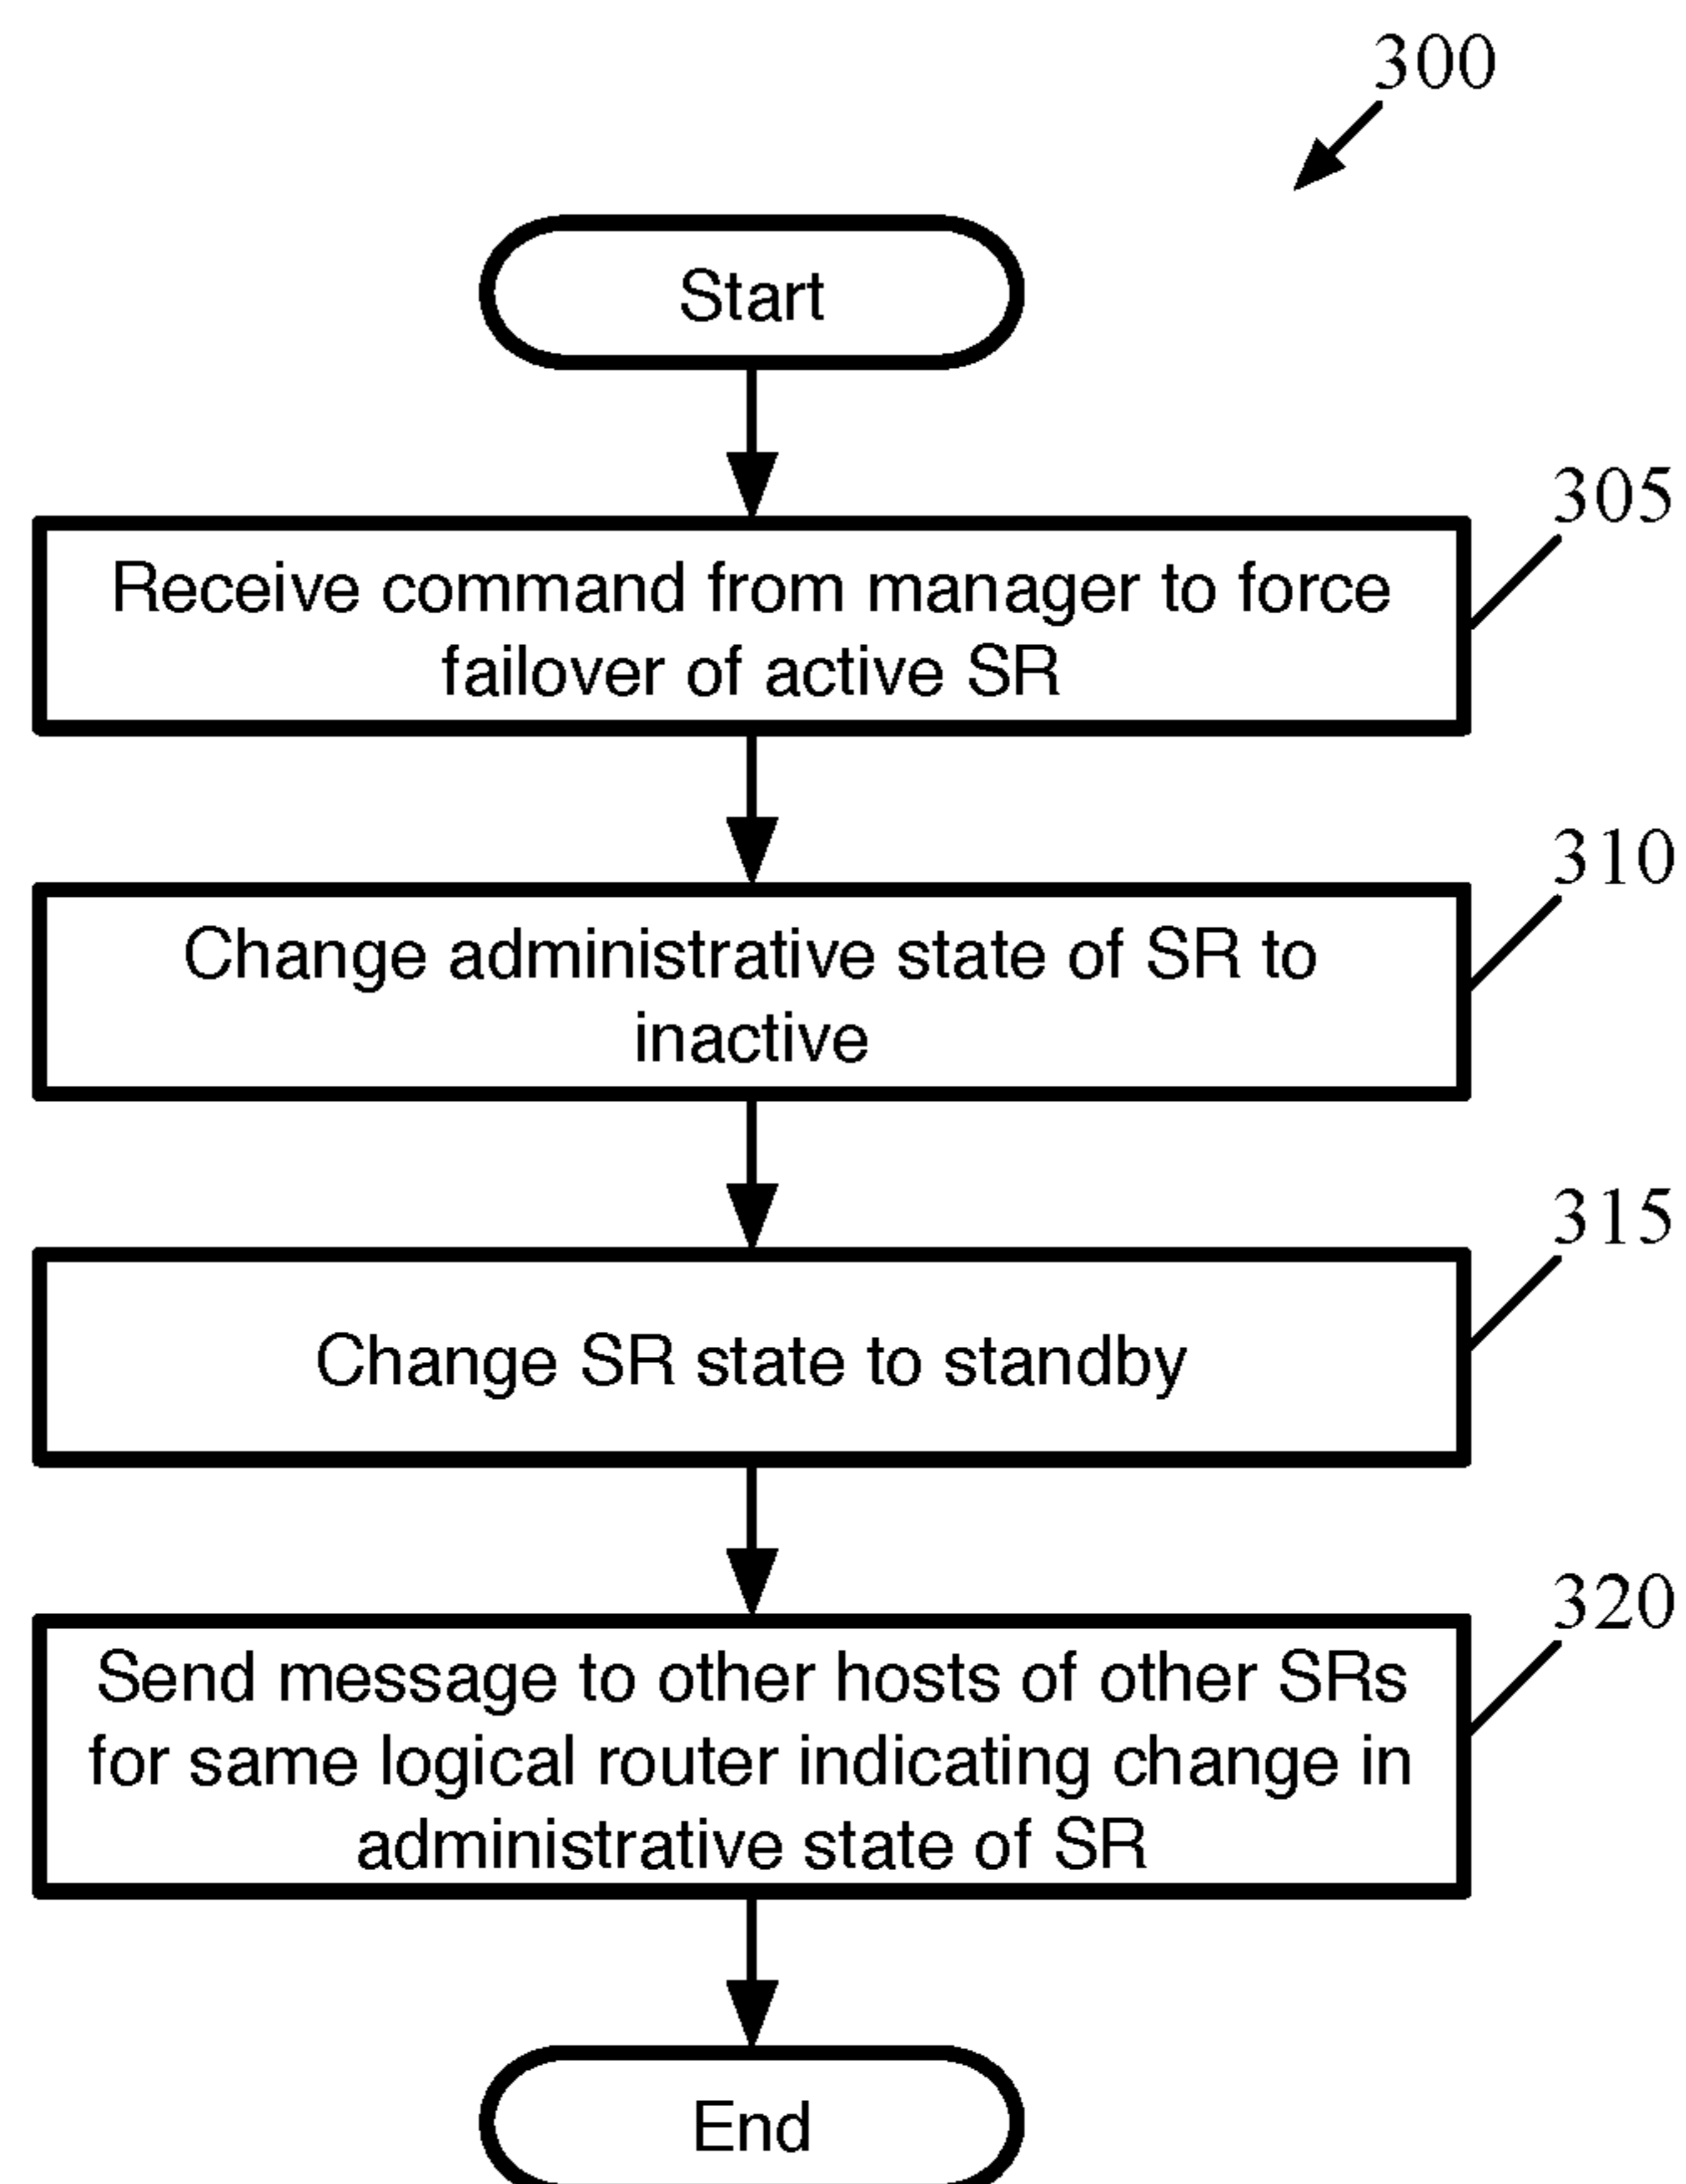 300
Start
305
Receive command from manager to force
failover of active SR
310
Change administrative state of SR to
inactive
315
Change SR state to standby
320
Send message to other hosts of other SRs
for same logical router indicating change in
administrative state of SR
End